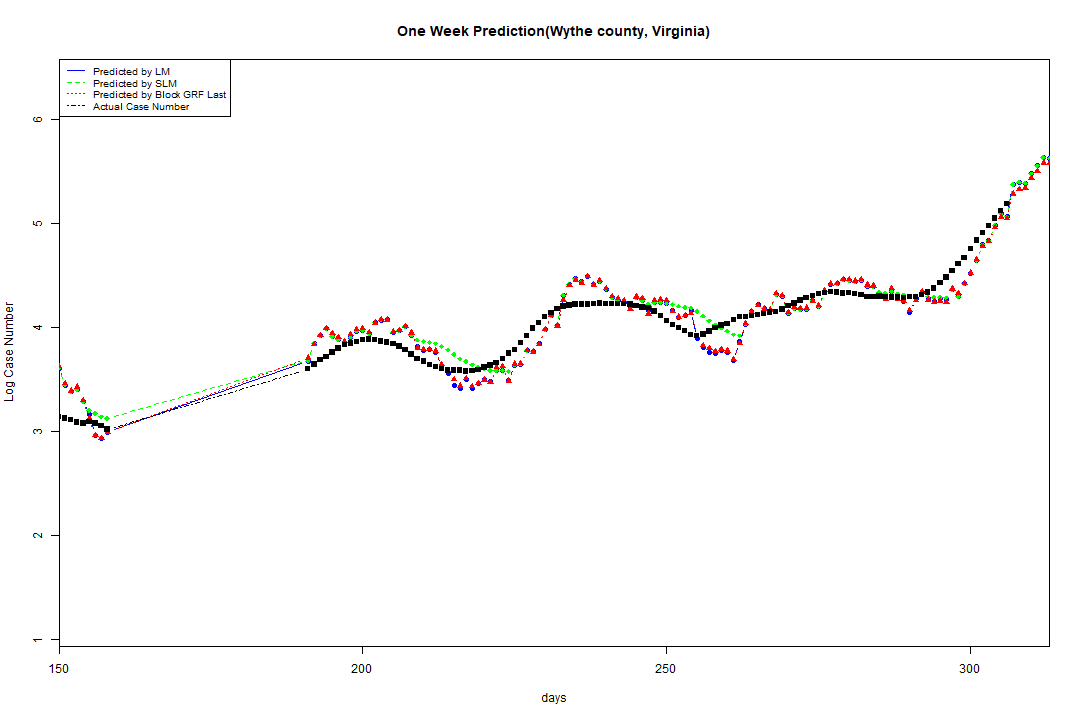 One Week Prediction(Wythe county, Virginia)
Predicted by LM
Predicted by SLM
Predicted by Block GRF Last
Actual Case Number
6
5
4
3
2
1
Log Case Number
150 200 250 300
days